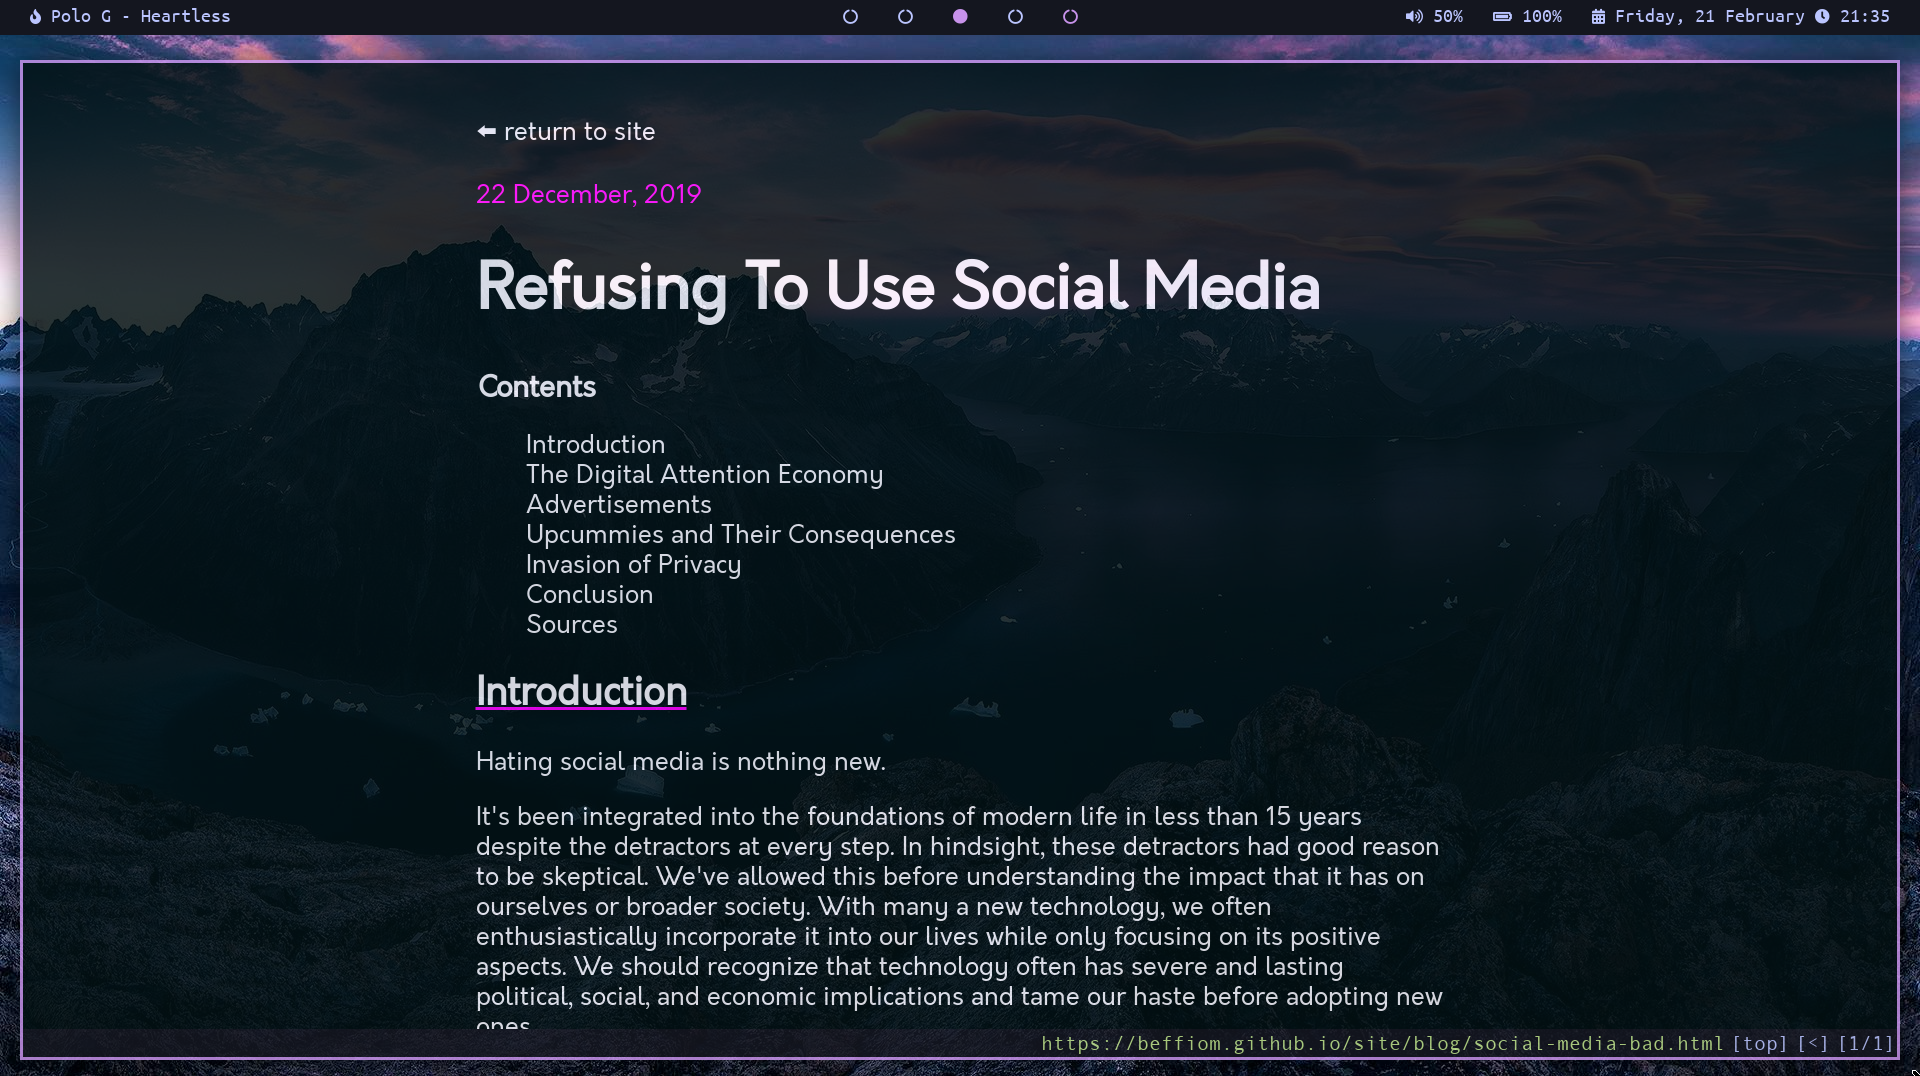 Polo G - Heartless
50%
100%
Friday, 21 February
21:35
return to site
22 December, 2019
Refusing To Use Social Media
Contents
Introduction
The Digital Attention Economy
Advertisements
Upcummies and Their Consequences
Invasion of Privacy
Conclusion
Sources
Introduction
Hating social media is nothing new.
It's been integrated into the foundations of modern life in less than 15 years
despite the detractors at every step. In hindsight, these detractors had good reason
to be skeptical. We've allowed this before understanding the impact that it has on
ourselves or broader society. With many a new technology, we often
enthusiastically incorporate it into our lives while only focusing on its positive
aspects. We should recognize that technology often has severe and lasting
political, social, and economic implications and tame our haste before adopting new
ones.
https://beffiom.github.io/site/blog/social-media-bad.html [top] [<] [1/1]